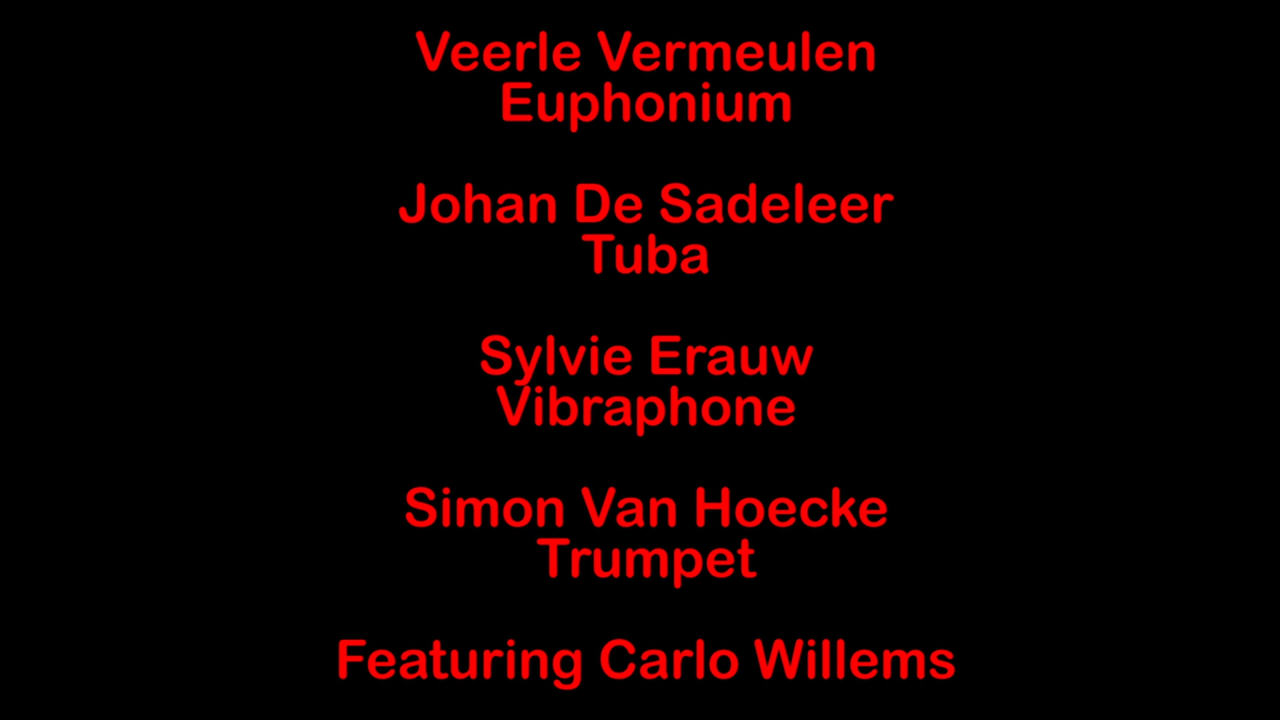 Veerle Vermeulen
Euphonium
Johan De Sadeleer
Tuba
Sylvie Erauw
Vibraphone
Simon Van Hoecke
Trumpet
Featuring Carlo Willems